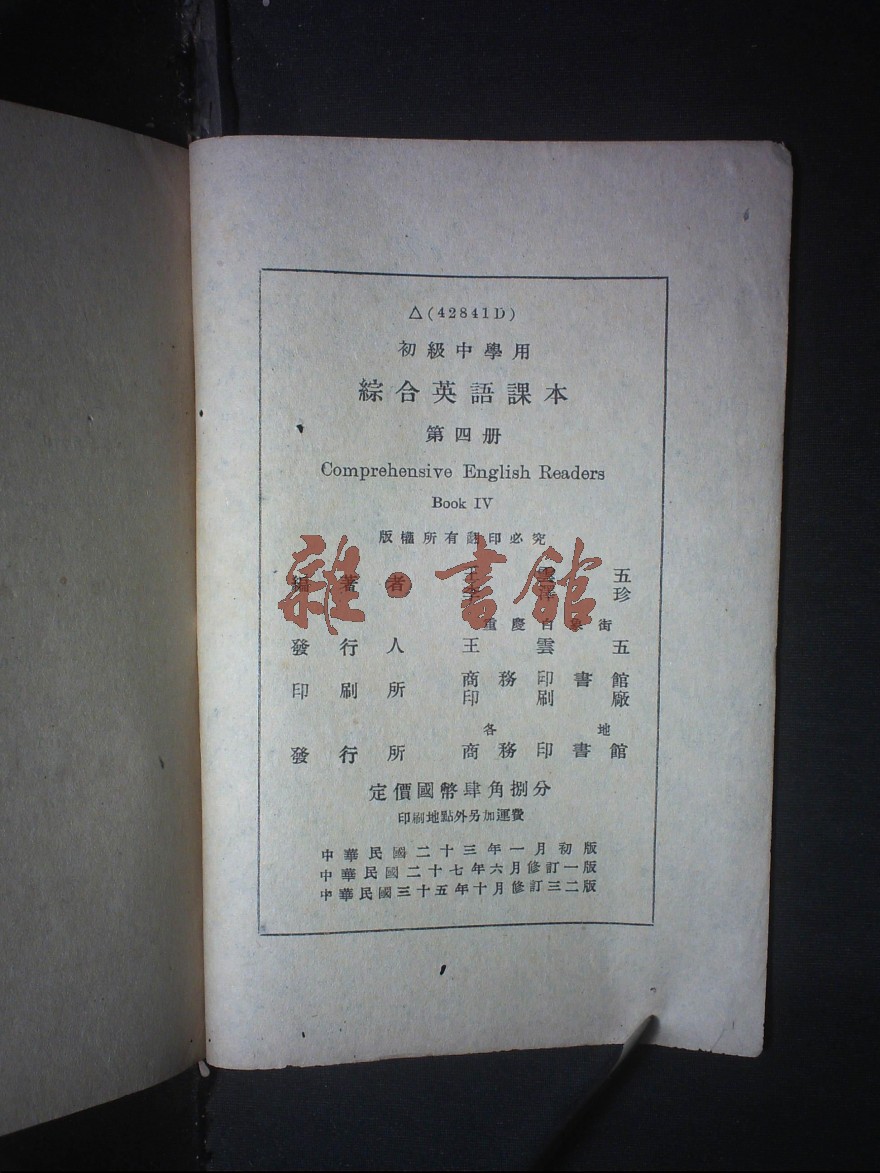 △(42841D)
初級中學用
綜合英語課本
第四册
Comprehensive English Readers
Book IV
版權所有翻印必究
編著者 王雲五
珍
重慶白象街
發行人 王雲五
印刷所 商務印書館
印刷廠
各地
發行所 商務印書館
定價國幣肆角捌分
印刷地點外另加運費
中華民國二十三年一月初版
中華民國二十七年六月修訂一版
中華民國三十五年十月修訂三二版
雜·書館